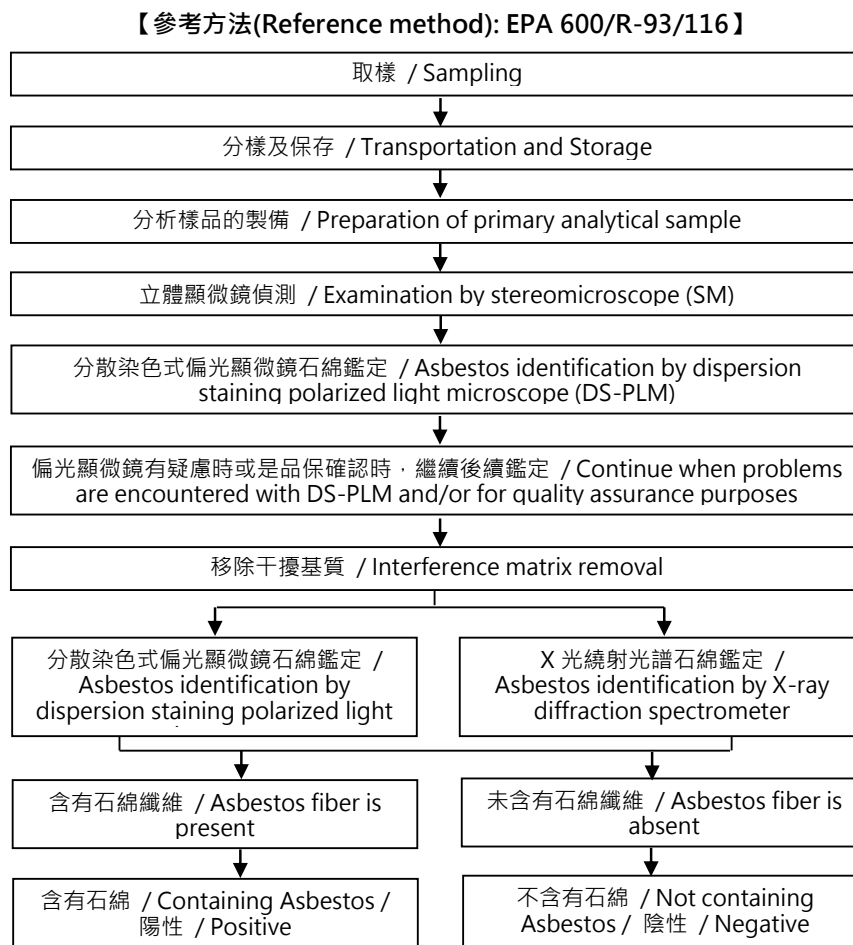 【參考方法(Reference method): EPA 600/R-93/116】
取樣 / Sampling
分樣及保存 / Transportation and Storage
分析樣品的製備 / Preparation of primary analytical sample
立體顯微鏡偵測 / Examination by stereomicroscope (SM)
分散染色式偏光顯微鏡石綿鑑定 / Asbestos identification by dispersion
staining polarized light microscope (DS-PLM)
偏光顯微鏡有疑慮時或是品保確認時，繼續後續鑑定 / Continue when problems
are encountered with DS-PLM and/or for quality assurance purposes
移除干擾基質 / Interference matrix removal
分散染色式偏光顯微鏡石綿鑑定 /
Asbestos identification by
dispersion staining polarized light
X 光繞射光譜石綿鑑定 /
Asbestos identification by X-ray
diffraction spectrometer
含有石綿纖維 / Asbestos fiber is
present
未含有石綿纖維 / Asbestos fiber is
absent
含有石綿 / Containing Asbestos /
陽性 / Positive
不含有石綿 / Not containing
Asbestos / 陰性 / Negative